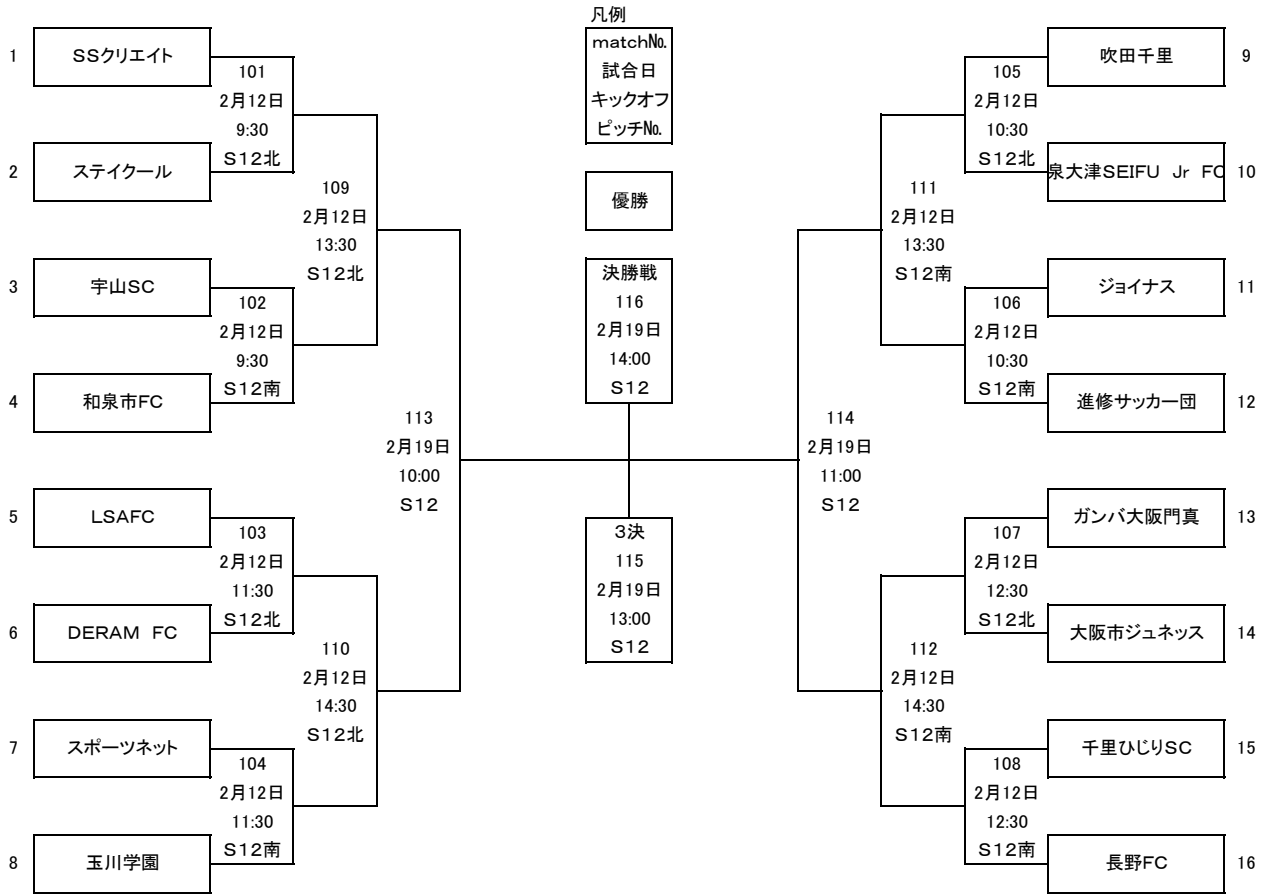 凡例
matchNo.
試合日
キックオフ
ピッチNo.
優勝
決勝戦
116
2月19日
14:00
S12
3決
115
2月19日
13:00
S12
1 SSクリエイト
101
2月12日
9:30
S12北
2 ステイクール
109
2月12日
13:30
S12北
3 宇山SC
102
2月12日
9:30
S12南
4 和泉市FC
113
2月19日
10:00
S12
5 LSAFC
103
2月12日
11:30
S12北
6 DERAM FC
110
2月12日
14:30
S12北
7 スポーツネット
104
2月12日
11:30
S12南
8 玉川学園
吹田千里 9
105
2月12日
10:30
S12北
泉大津SEIFU Jr FC 10
111
2月12日
13:30
S12南
ジョイナス 11
106
2月12日
10:30
S12南
進修サッカー団 12
114
2月19日
11:00
S12
ガンバ大阪門真 13
107
2月12日
12:30
S12北
大阪市ジュネッス 14
112
2月12日
14:30
S12南
千里ひじりSC 15
108
2月12日
12:30
S12南
長野FC 16